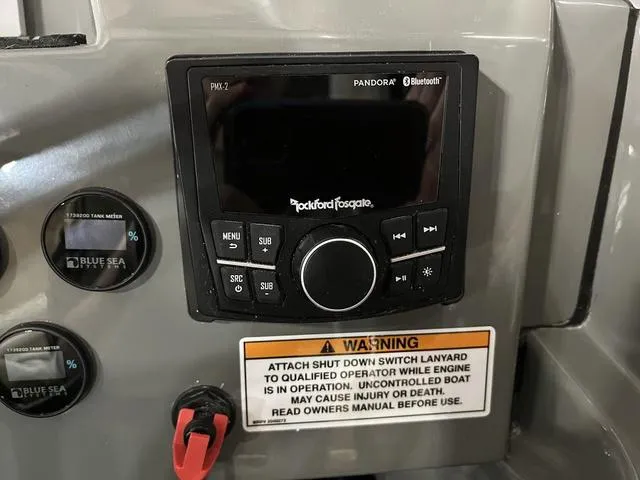 PMX-2
PANDORA® Bluetooth™
Rockford Fosgate®
MENU
SUB +
SRC
SUB -
1739200 TANK METER
%
BLUE SEA
SYSTEMS
1739200 TANK METER
%
BLUE SEA
SYSTEMS
WARNING
ATTACH SHUT DOWN SWITCH LANYARD
TO QUALIFIED OPERATOR WHILE ENGINE
IS IN OPERATION. UNCONTROLLED BOAT
MAY CAUSE INJURY OR DEATH.
READ OWNERS MANUAL BEFORE USE.